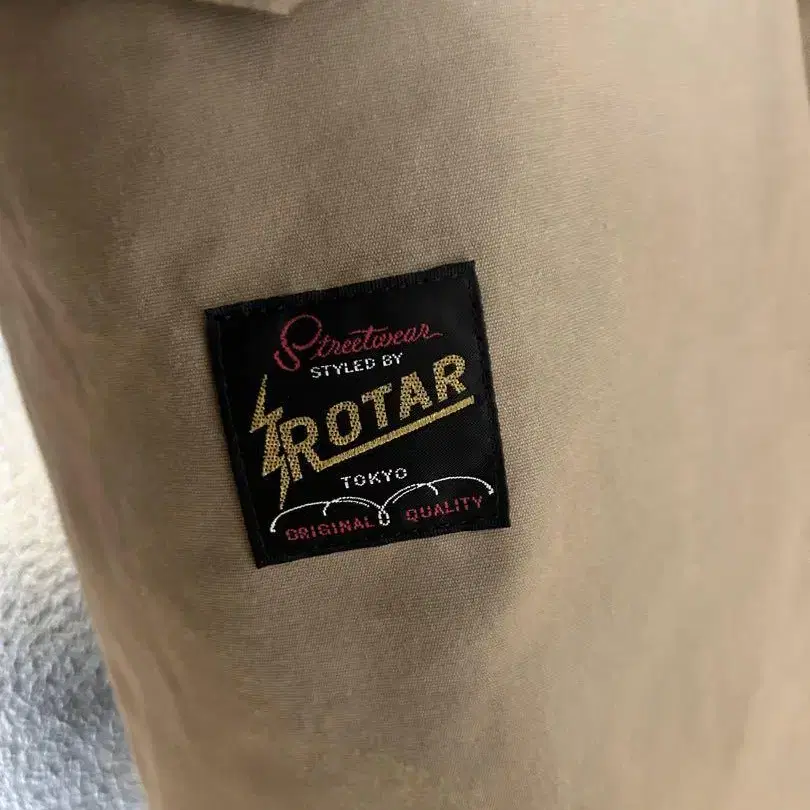 Streetwear
STYLED BY
ROTAR
TOKYO
ORIGINAL QUALITY